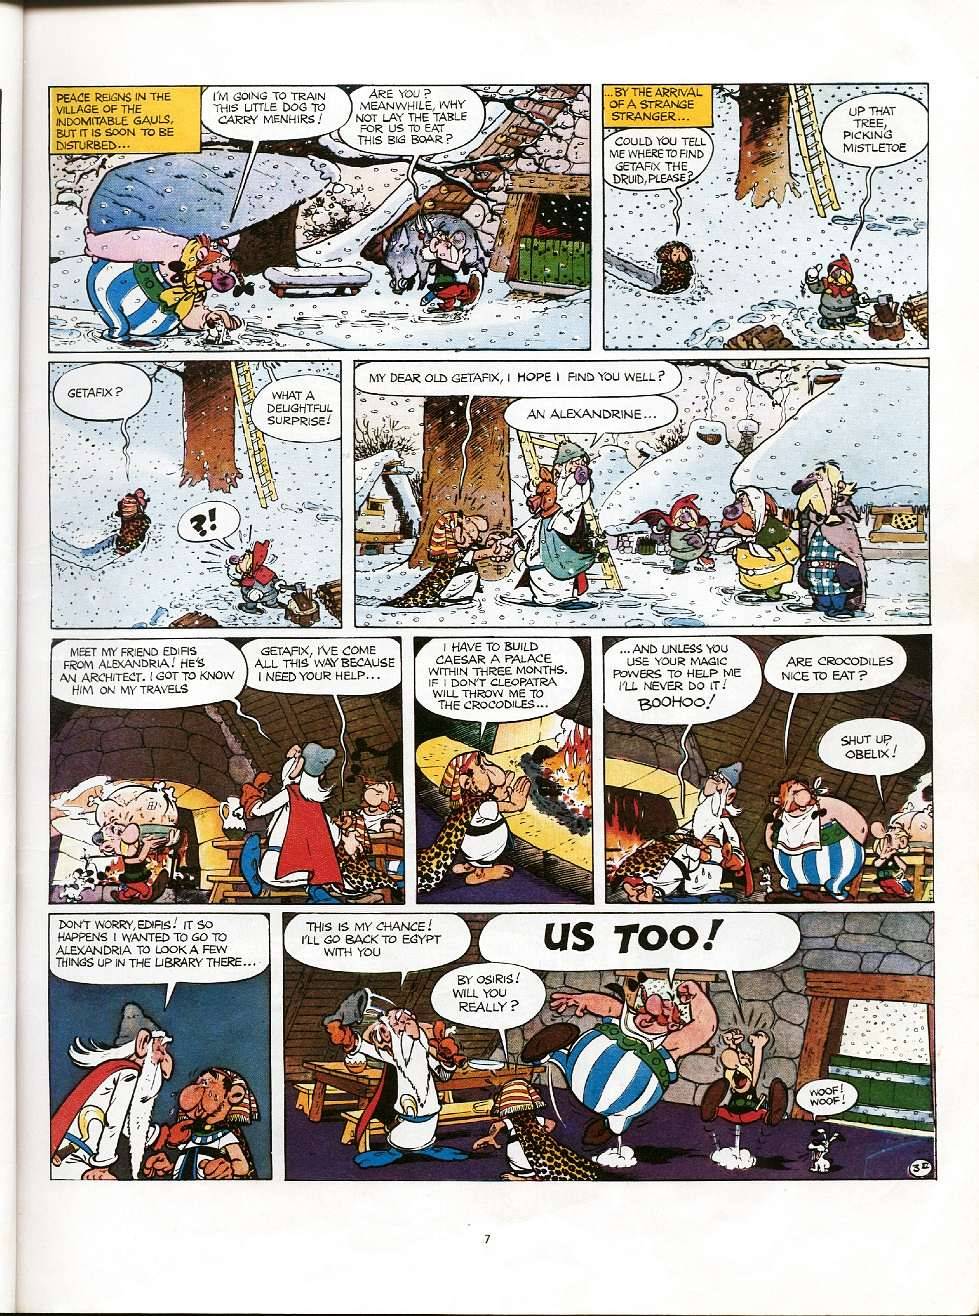 PEACE REIGNS IN THE
VILLAGE OF THE
INDOMITABLE GAULS,
BUT IT IS SOON TO BE
DISTURBED...
I'M GOING TO TRAIN
THIS LITTLE DOG TO
CARRY MENHIRS!
ARE YOU?
MEANWHILE, WHY
NOT LAY THE TABLE
FOR US TO EAT
THIS BIG BOAR?
...BY THE ARRIVAL
OF A STRANGE
STRANGER...
COULD YOU TELL
ME WHERE TO FIND
GETAFIX THE
DRUID, PLEASE?
UP THAT
TREE,
PICKING
MISTLETOE
GETAFIX?
WHAT A
DELIGHTFUL
SURPRISE!
?!
MY DEAR OLD GETAFIX, I HOPE I FIND YOU WELL?
AN ALEXANDRINE...
MEET MY FRIEND EDIFIS
FROM ALEXANDRIA! HE'S
AN ARCHITECT. I GOT TO KNOW
HIM ON MY TRAVELS
GETAFIX, I'VE COME
ALL THIS WAY BECAUSE
I NEED YOUR HELP...
I HAVE TO BUILD
CAESAR A PALACE
WITHIN THREE MONTHS.
IF I DON'T CLEOPATRA
WILL THROW ME TO
THE CROCODILES...
...AND UNLESS YOU
USE YOUR MAGIC
POWERS TO HELP ME
I'LL NEVER DO IT!
BOOHOO!
ARE CROCODILES
NICE TO EAT?
SHUT UP,
OBELIX!
DON'T WORRY, EDIFIS! IT SO
HAPPENS I WANTED TO GO TO
ALEXANDRIA TO LOOK A FEW
THINGS UP IN THE LIBRARY THERE...
THIS IS MY CHANCE!
I'LL GO BACK TO EGYPT
WITH YOU
BY OSIRIS!
WILL YOU
REALLY?
US TOO!
WOOF!
WOOF!
7